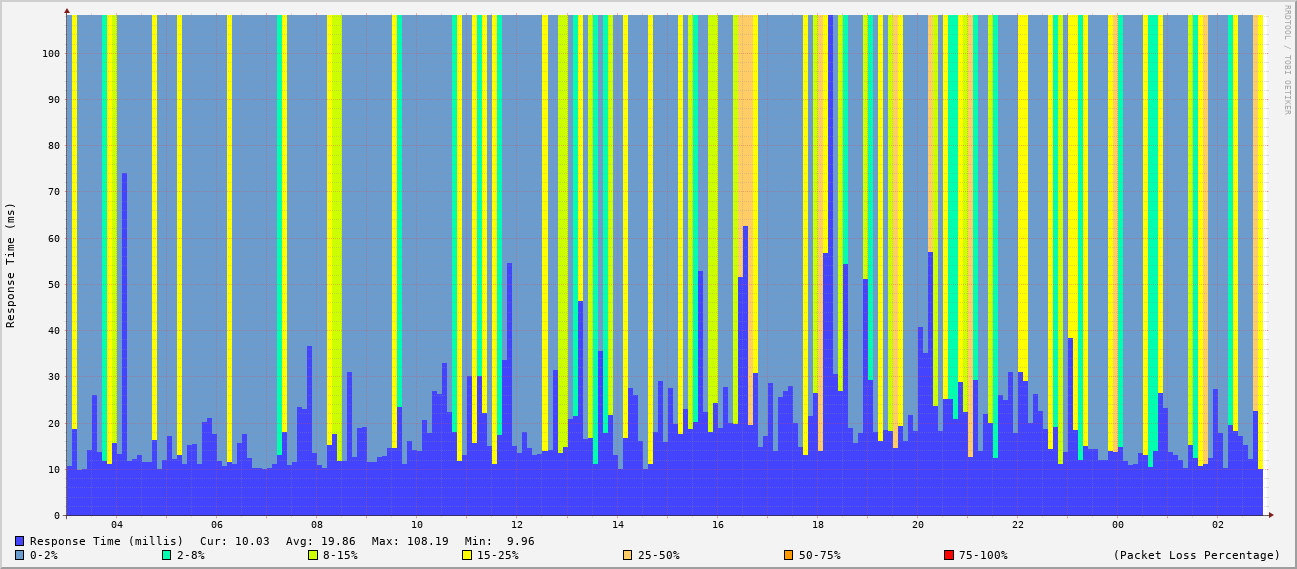 RRDTOOL / TOBI OETIKER
Response Time (ms)
100
90
80
70
60
50
40
30
20
10
0
04 06 08 10 12 14 16 18 20 22 00 02
Response Time (millis) Cur: 10.03 Avg: 19.86 Max: 108.19 Min: 9.96
0-2% 2-8% 8-15% 15-25% 25-50% 50-75% 75-100% (Packet Loss Percentage)